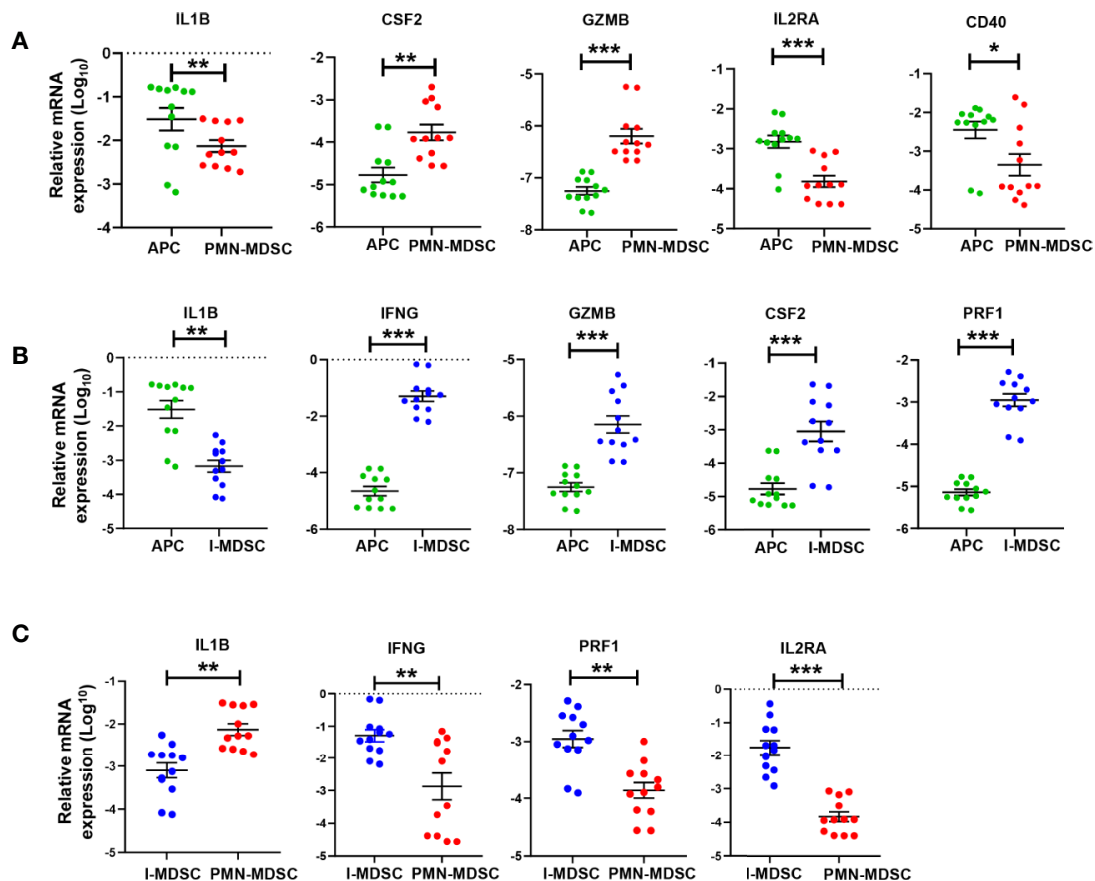 A
IL1B
CSF2
GZMB
IL2RA
CD40
Relative mRNA
expression (Log10)
0
-1
-2
-3
-4
**
APC PMN-MDSC
-2
-3
-4
-5
-6
**
APC PMN-MDSC
-5
-6
-7
-8
***
APC PMN-MDSC
0
-1
-2
-3
-4
-5
***
APC PMN-MDSC
-1
-2
-3
-4
-5
*
APC PMN-MDSC
B
IL1B
IFNG
GZMB
CSF2
PRF1
Relative mRNA
expression (Log10)
0
-1
-2
-3
-4
-5
**
APC I-MDSC
0
-2
-4
-6
***
APC I-MDSC
-5
-6
-7
-8
***
APC I-MDSC
-1
-2
-3
-4
-5
-6
***
APC I-MDSC
-2
-3
-4
-5
-6
***
APC I-MDSC
C
IL1B
IFNG
PRF1
IL2RA
Relative mRNA
expression (Log10)
-1
-2
-3
-4
-5
**
I-MDSC PMN-MDSC
0
-1
-2
-3
-4
-5
**
I-MDSC PMN-MDSC
-2
-3
-4
-5
**
I-MDSC PMN-MDSC
0
-1
-2
-3
-4
-5
***
I-MDSC PMN-MDSC